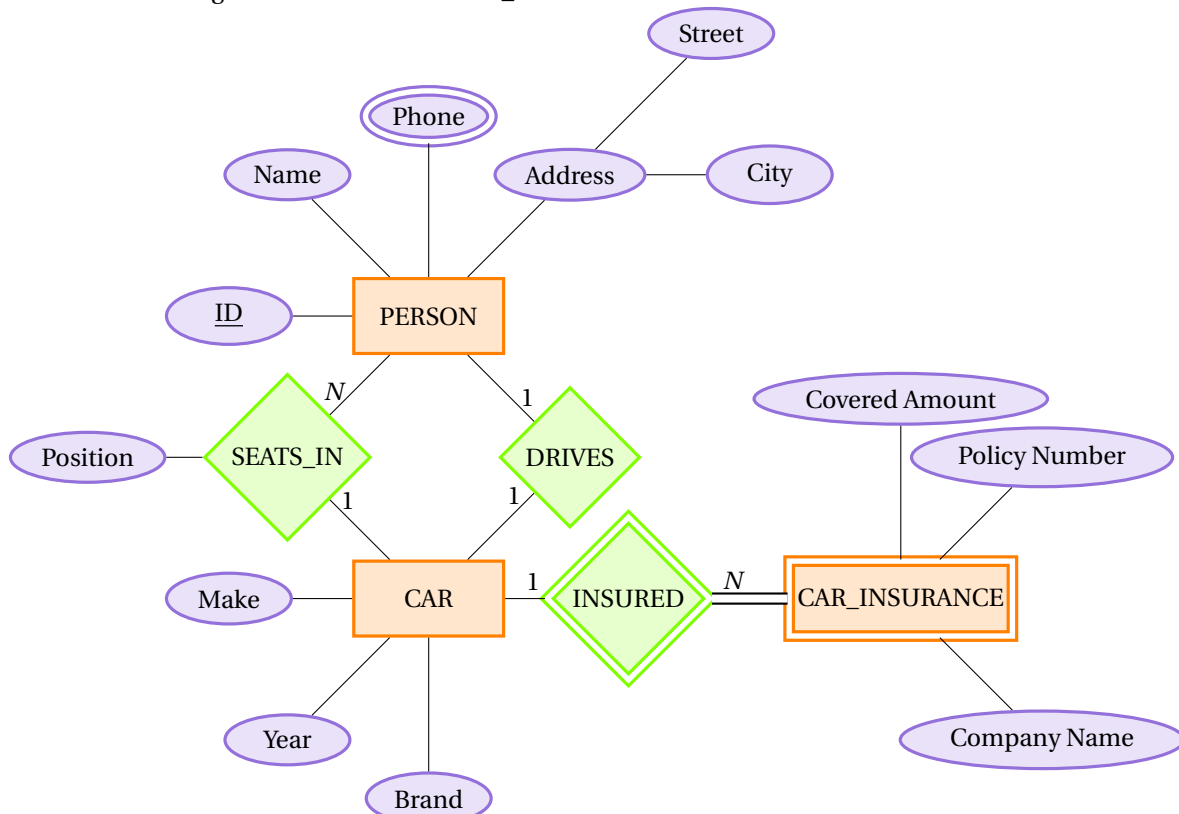 Street
Phone
Name
Address
City
ID
PERSON
N
1
Covered Amount
Position
SEATS_IN
DRIVES
Policy Number
1
1
Make
CAR
1
INSURED
N
CAR_INSURANCE
Year
Company Name
Brand